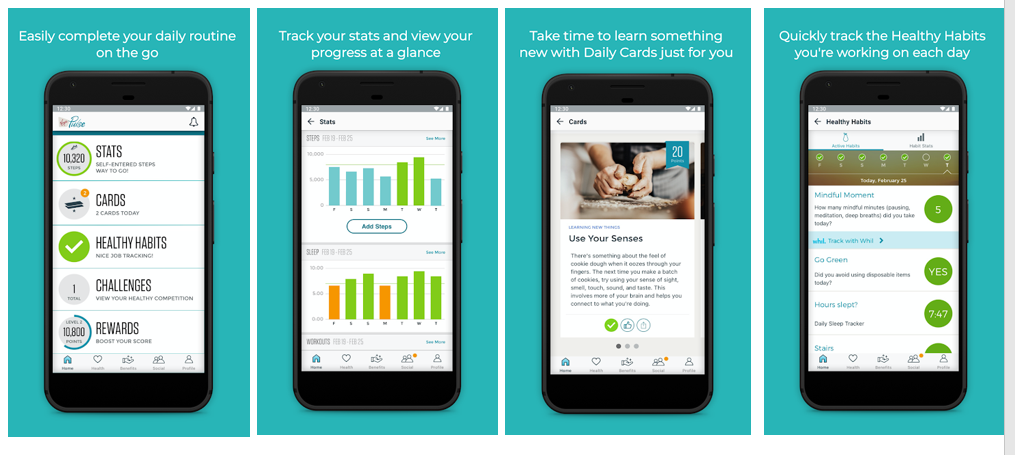 Easily complete your daily routine
on the go
12:30
Pulse
10,320
STEPS
STATS
SELF-ENTERED STEPS
WAY TO GO!
2
CARDS
2 CARDS TODAY
HEALTHY HABITS
NICE JOB TRACKING!
1
TOTAL
CHALLENGES
VIEW YOUR HEALTHY COMPETITION
LEVEL 2
10,800
POINTS
REWARDS
BOOST YOUR SCORE
Home Health Benefits Social Profile
Track your stats and view your
progress at a glance
12:30
Stats
STEPS FEB 19 - FEB 25 See More
10,000
5,000
0
F S S M T W T
Add Steps
SLEEP FEB 19 - FEB 25 See More
10:00
5:00
0:00
F S S M T W T
WORKOUTS FEB 19 - FEB 25 See More
Home Health Benefits Social Profile
Take time to learn something
new with Daily Cards just for you
12:30
Cards
20
Points
LEARNING NEW THINGS
Use Your Senses
There's something about the feel of
cookie dough when it oozes through your
fingers. The next time you make a batch
of cookies, try using your sense of sight,
smell, touch, sound, and taste. This
involves more of your brain and helps you
connect to what you're doing.
Home Health Benefits Social Profile
Quickly track the Healthy Habits
you're working on each day
12:30
Healthy Habits
Active Habits Habit Stats
F S S M T W T
Today, February 25
Mindful Moment
How many mindful minutes (pausing,
meditation, deep breaths) did you take
today?
5
whil. Track with Whil
Go Green
Did you avoid using disposable items
today?
YES
Hours slept?
Daily Sleep Tracker
7:47
Stairs
Home Health Benefits Social Profile